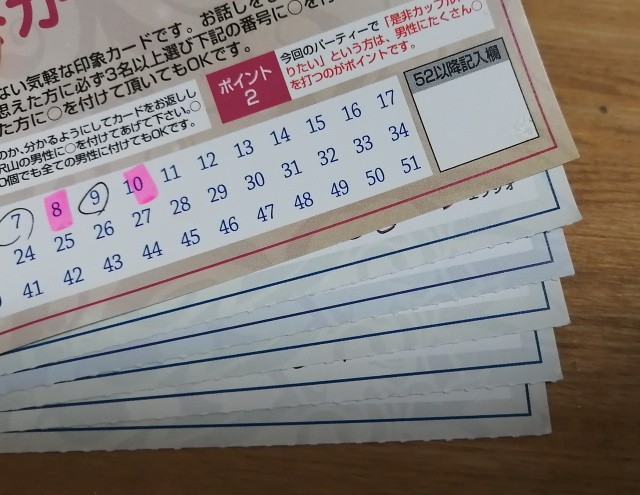 ない気軽な印象カードです。お話しを
思えた方に必ず3名以上選び下記の番号に○を
た方に○を付けて頂いてもOKです。
ポイント
2
今回のパーティーで「是非カップル
りたい」という方は、男性にたくさん○
を打つのがポイントです。
のか、分かるようにしてカードをお返しし
沢山の男性に○を付けてあげて下さい。○
0個でも全ての男性に付けてもOKです。
52以降記入欄
7 8 9 10 11 12 13 14 15 16 17
24 25 26 27 28 29 30 31 32 33 34
41 42 43 44 45 46 47 48 49 50 51